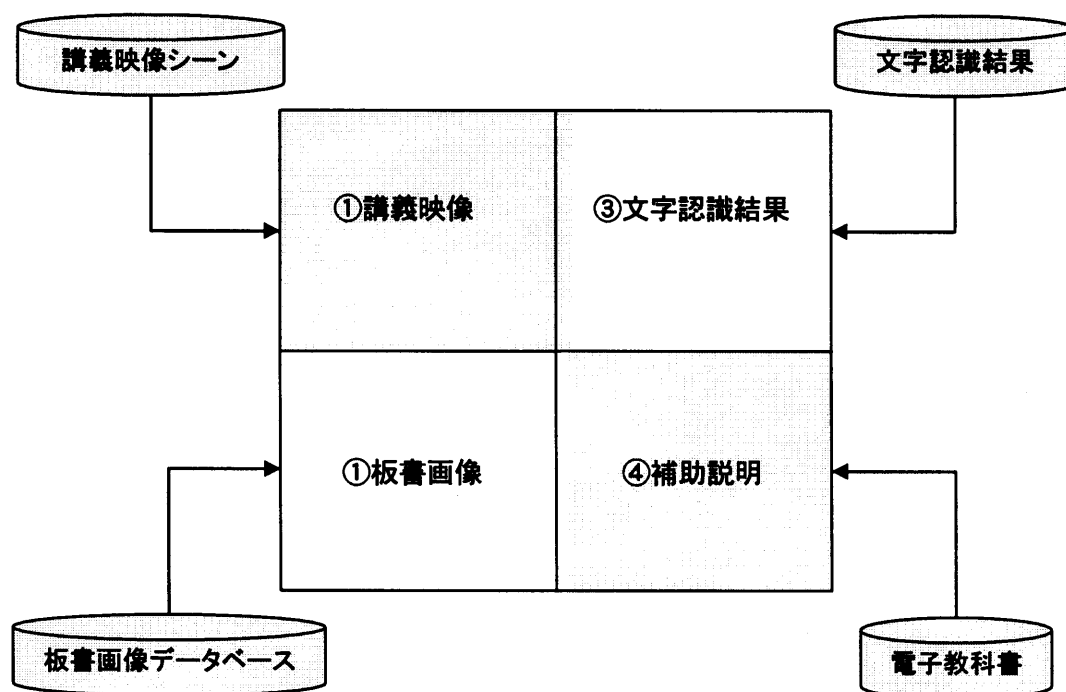 講義映像シーン
文字認識結果
①講義映像
③文字認識結果
①板書画像
④補助説明
板書画像データベース
電子教科書